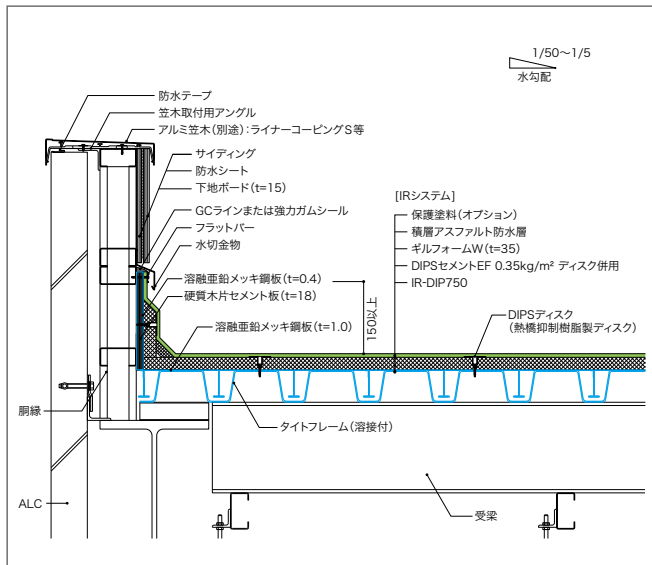 1/50～1/5
水勾配
防水テープ
笠木取付用アングル
アルミ笠木（別途）：ライナーコーピングS等
サイディング
防水シート
下地ボード（t=15）
GCラインまたは強力ガムシール
フラットバー
水切金物
溶融亜鉛メッキ鋼板（t=0.4）
硬質木片セメント板（t=18）
溶融亜鉛メッキ鋼板（t=1.0）
150以上
[IRシステム]
保護塗料（オプション）
積層アスファルト防水層
ギルフォームW（t=35）
DIPSセメントEF 0.35kg/m² ディスク併用
IR-DIP750
DIPSディスク
（熱橋抑制樹脂製ディスク）
胴縁
タイトフレーム（溶接付）
ALC
受梁